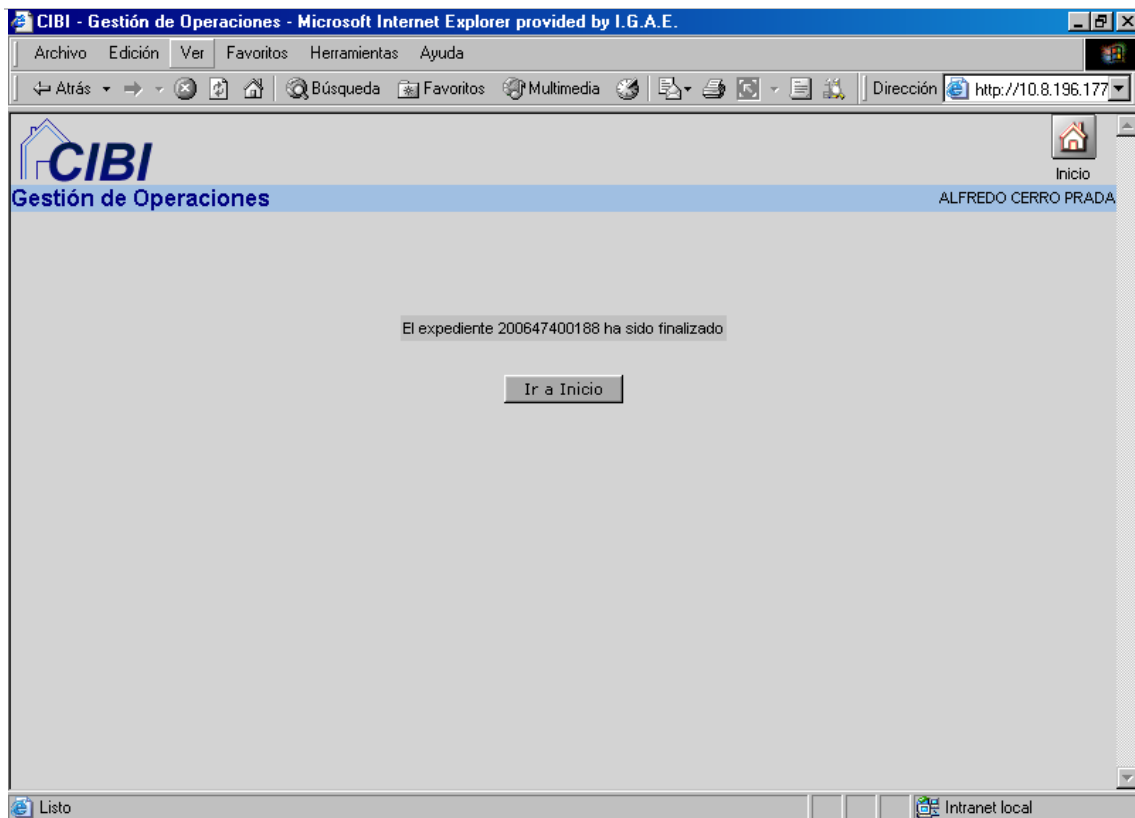 CIBI - Gestión de Operaciones - Microsoft Internet Explorer provided by I.G.A.E.
Archivo Edición Ver Favoritos Herramientas Ayuda
Atrás Búsqueda Favoritos Multimedia Dirección http://10.8.196.177
CIBI
Inicio
Gestión de Operaciones ALFREDO CERRO PRADA
El expediente 200647400188 ha sido finalizado
Ir a Inicio
Listo Intranet local